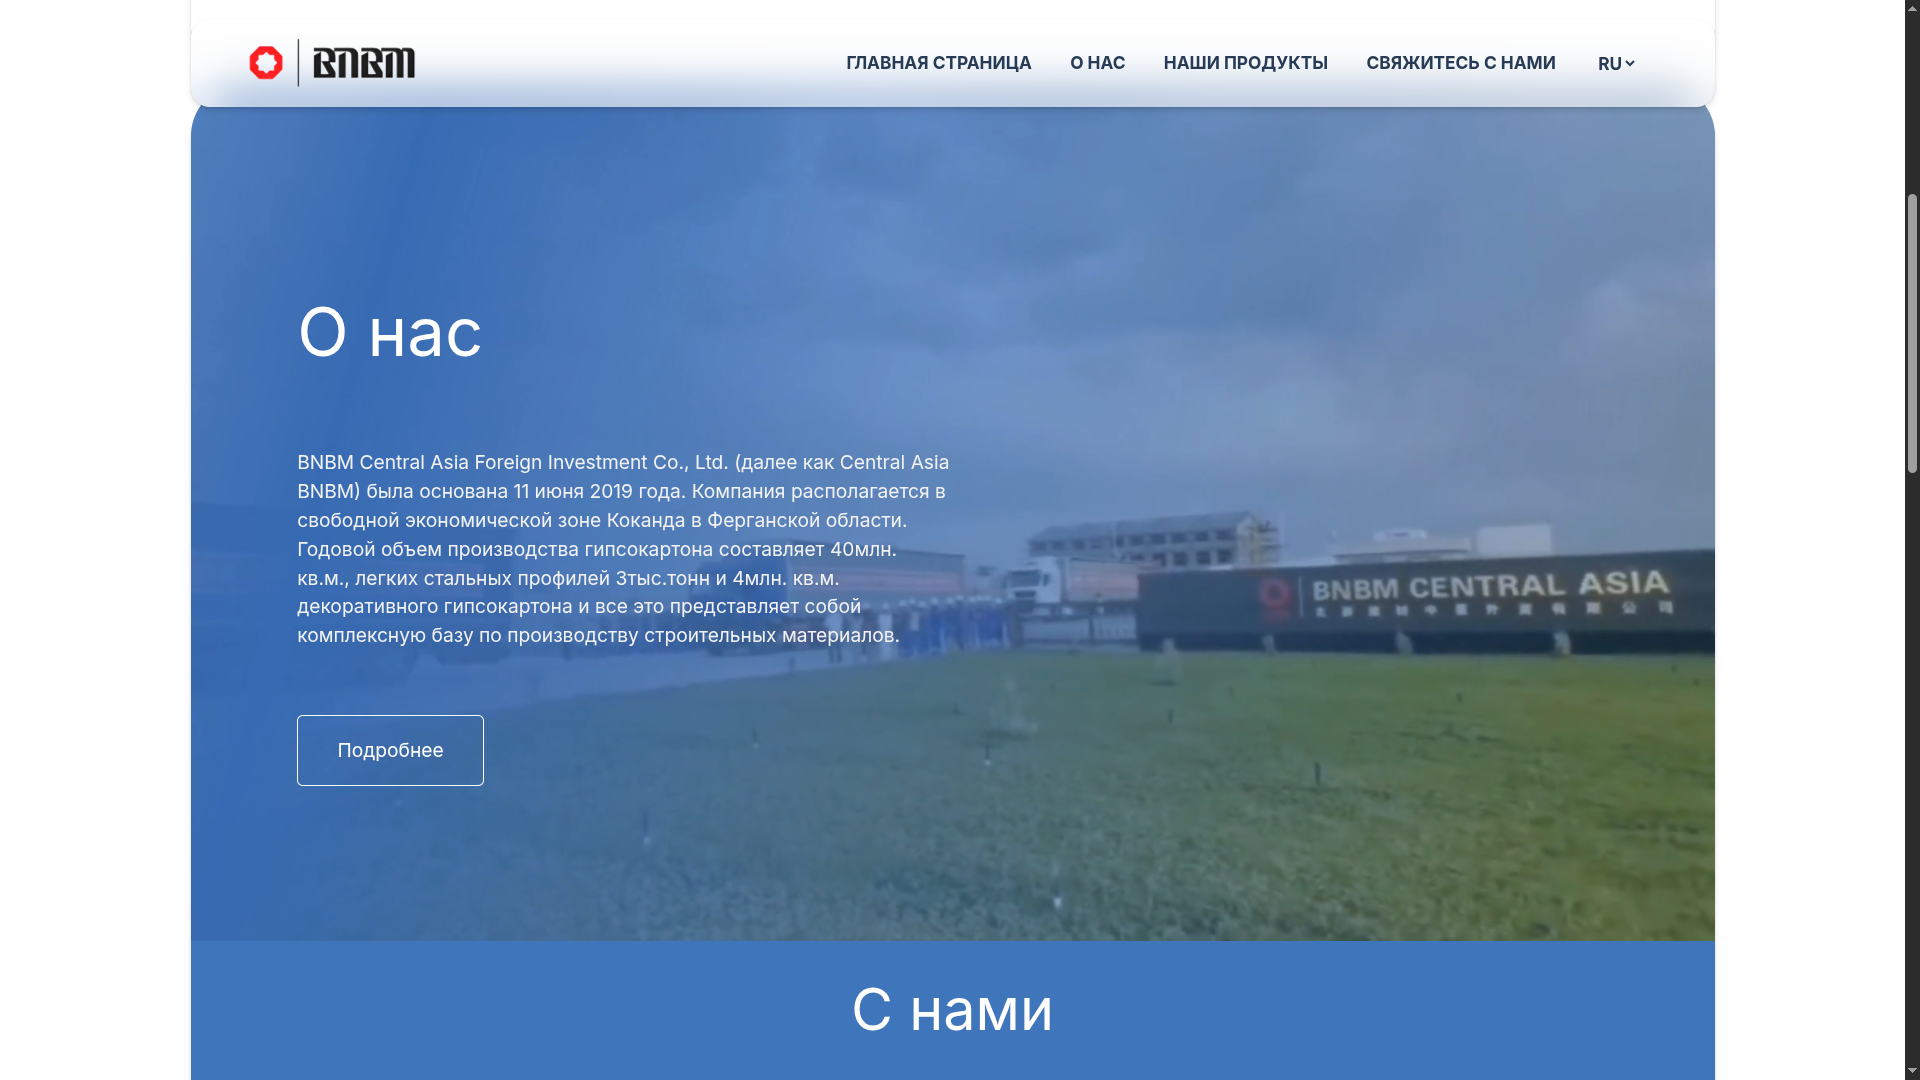 BNBM
ГЛАВНАЯ СТРАНИЦА
О НАС
НАШИ ПРОДУКТЫ
СВЯЖИТЕСЬ С НАМИ
RU
О нас
BNBM Central Asia Foreign Investment Co., Ltd. (далее как Central Asia
BNBM) была основана 11 июня 2019 года. Компания располагается в
свободной экономической зоне Коканда в Ферганской области.
Годовой объем производства гипсокартона составляет 40млн.
кв.м., легких стальных профилей 3тыс.тонн и 4млн. кв.м.
декоративного гипсокартона и все это представляет собой
комплексную базу по производству строительных материалов.
BNBM CENTRAL ASIA
Подробнее
С нами